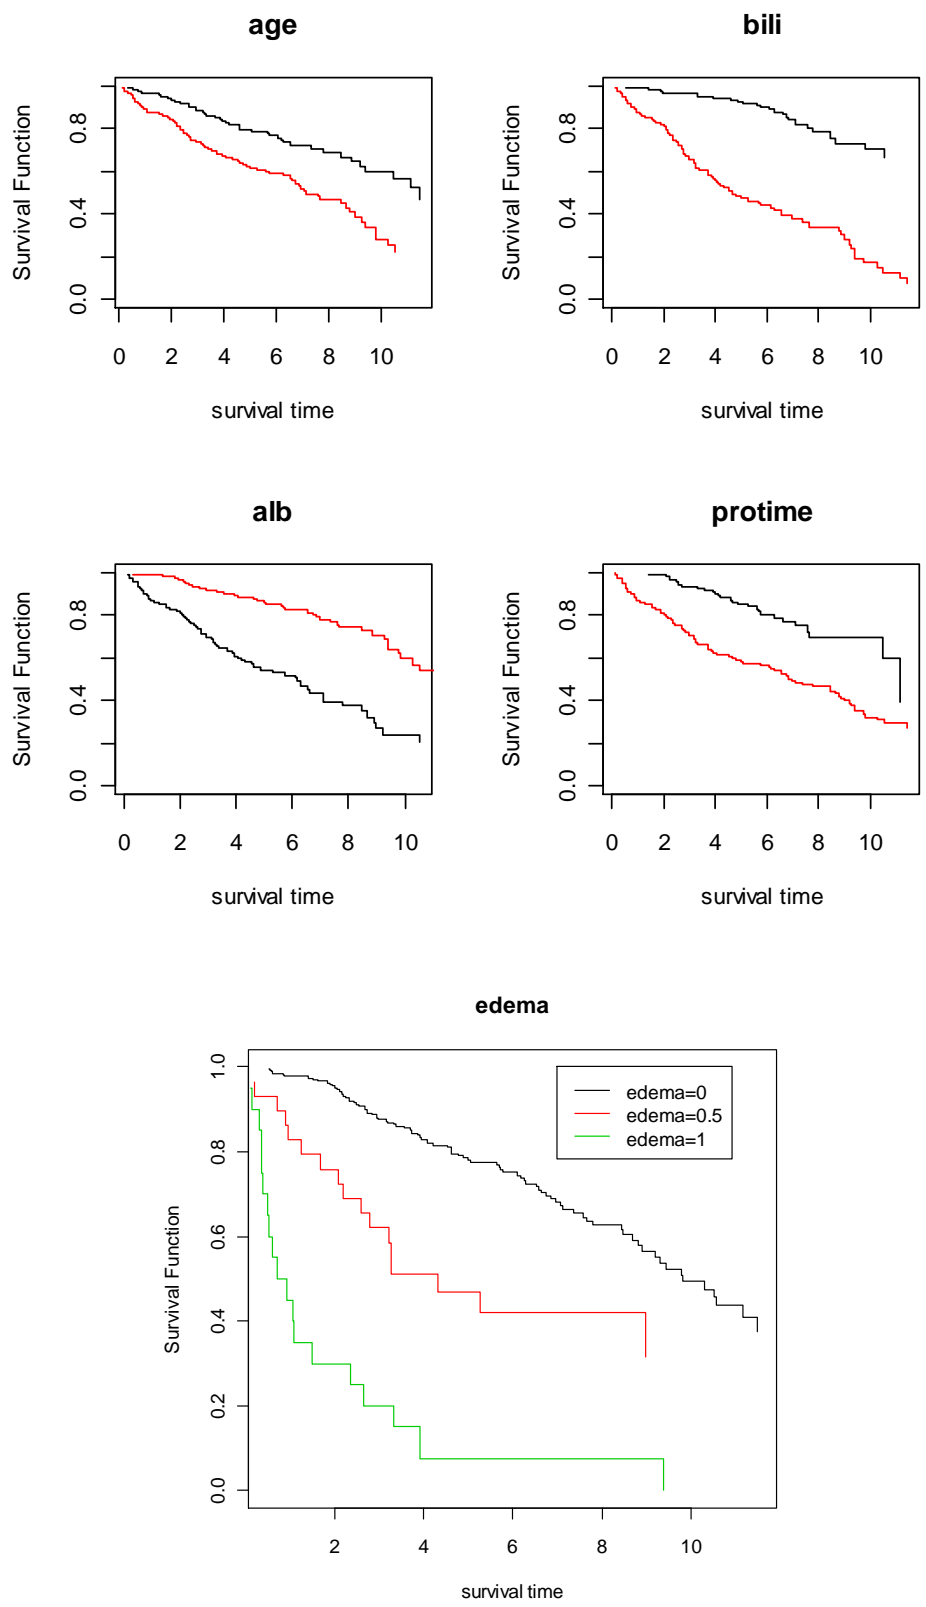 age
bili
Survival Function
0.0 0.4 0.8
0 2 4 6 8 10
survival time
Survival Function
0.0 0.4 0.8
0 2 4 6 8 10
survival time
alb
protime
Survival Function
0.0 0.4 0.8
0 2 4 6 8 10
survival time
Survival Function
0.0 0.4 0.8
0 2 4 6 8 10
survival time
edema
Survival Function
0.0 0.2 0.4 0.6 0.8 1.0
edema=0
edema=0.5
edema=1
2 4 6 8 10
survival time